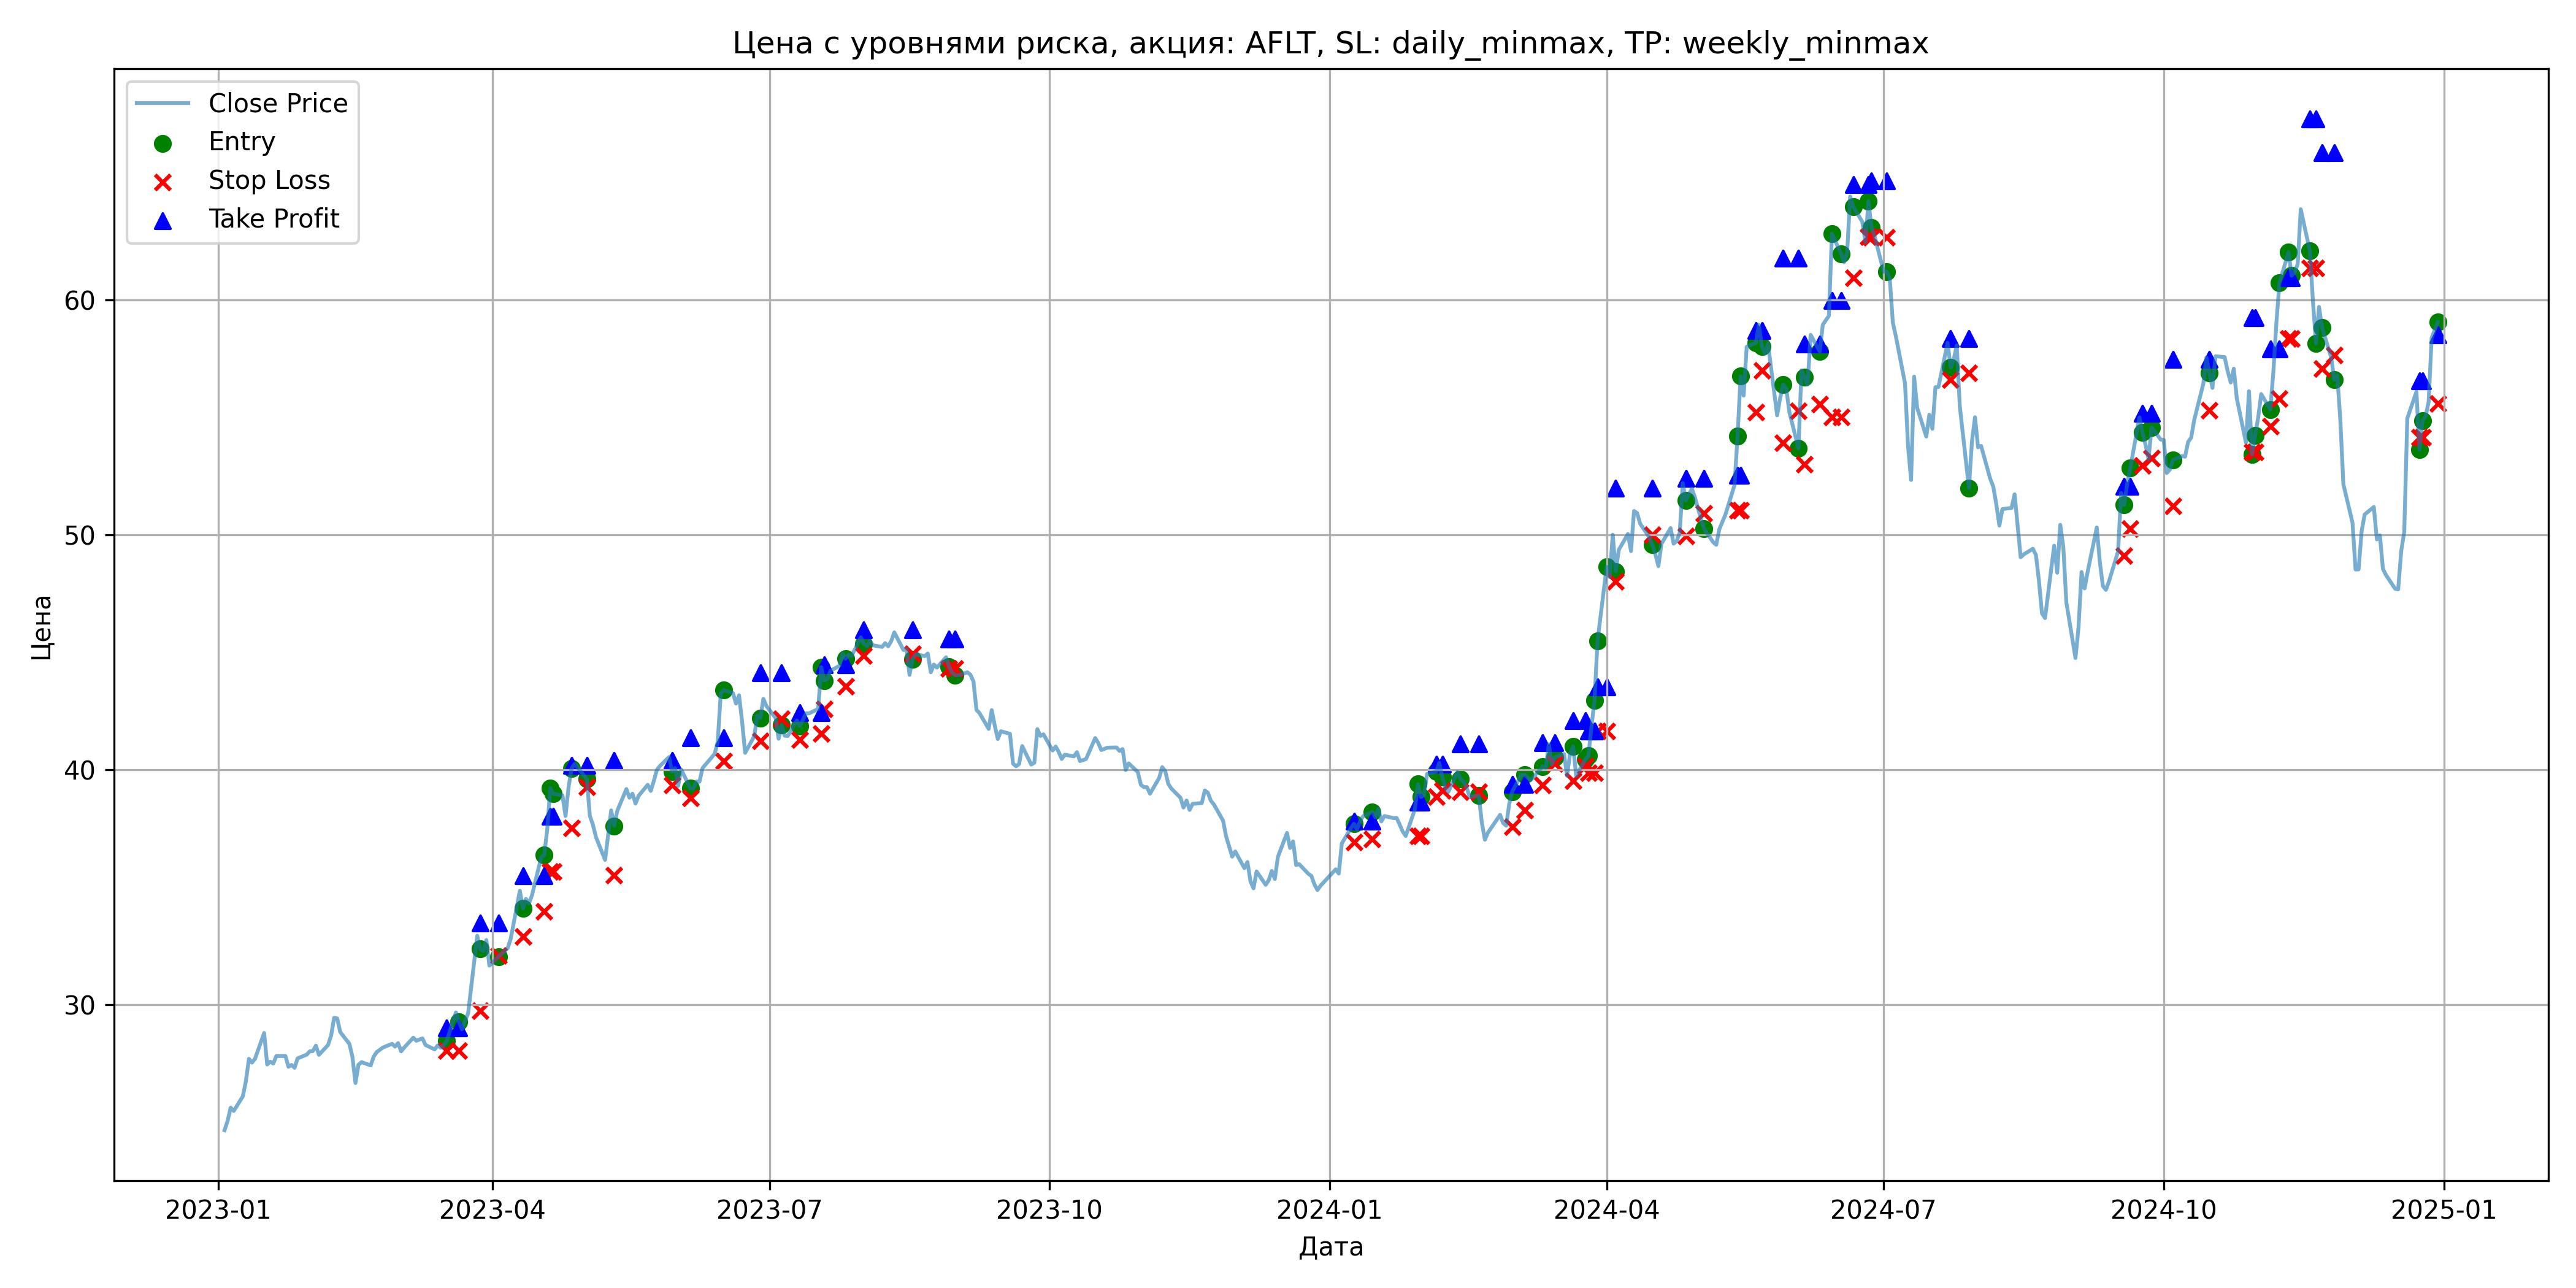 Цена с уровнями риска, акция: AFLT, SL: daily_minmax, TP: weekly_minmax
Close Price
Entry
Stop Loss
Take Profit
60
50
40
30
Цена
2023-01 2023-04 2023-07 2023-10 2024-01 2024-04 2024-07 2024-10 2025-01
Дата